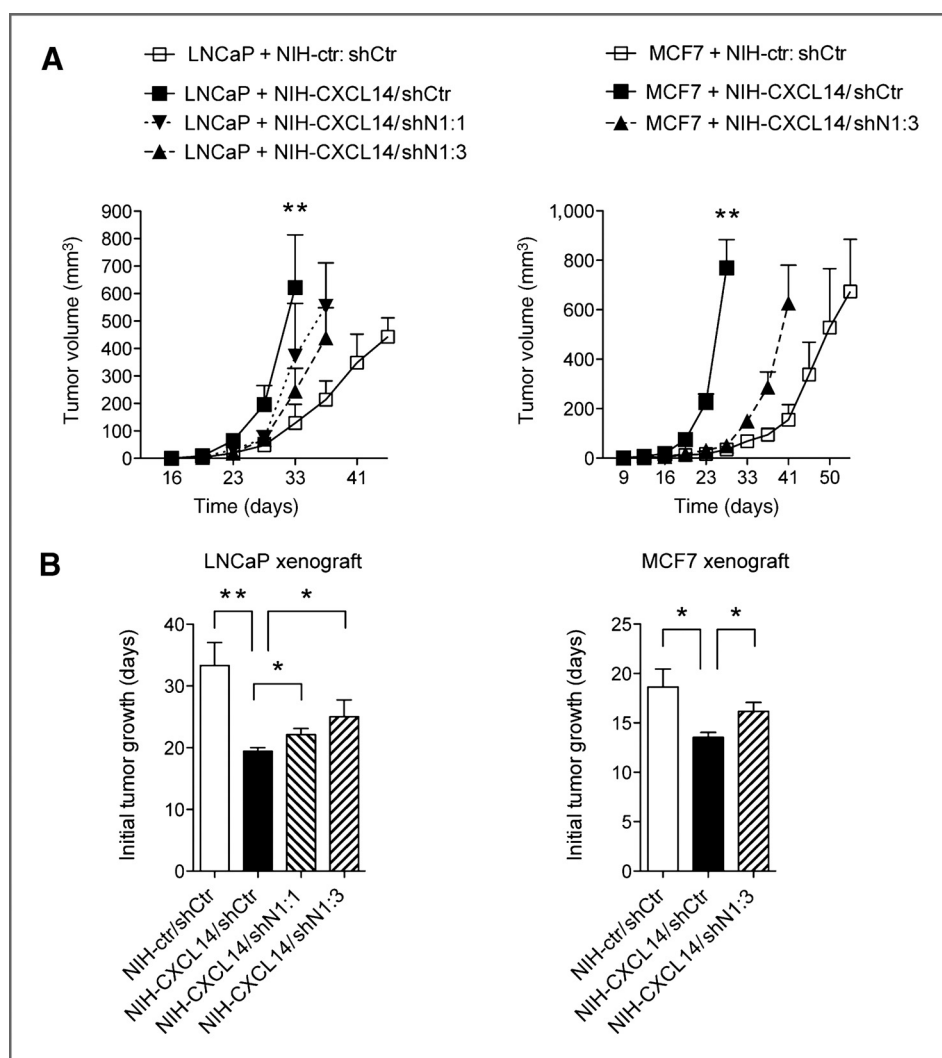 A
LNCaP + NIH-ctr: shCtr
LNCaP + NIH-CXCL14/shCtr
LNCaP + NIH-CXCL14/shN1:1
LNCaP + NIH-CXCL14/shN1:3
MCF7 + NIH-ctr: shCtr
MCF7 + NIH-CXCL14/shCtr
MCF7 + NIH-CXCL14/shN1:3
Tumor volume (mm³)
900
800
700
600
500
400
300
200
100
0
**
16 23 33 41
Time (days)
Tumor volume (mm³)
1,000
800
600
400
200
0
**
9 16 23 33 41 50
Time (days)
B
LNCaP xenograft
Initial tumor growth (days)
40
30
20
10
0
** * *
NIH-ctr/shCtr
NIH-CXCL14/shCtr
NIH-CXCL14/shN1:1
NIH-CXCL14/shN1:3
MCF7 xenograft
Initial tumor growth (days)
25
20
15
10
5
0
* *
NIH-ctr/shCtr
NIH-CXCL14/shCtr
NIH-CXCL14/shN1:3